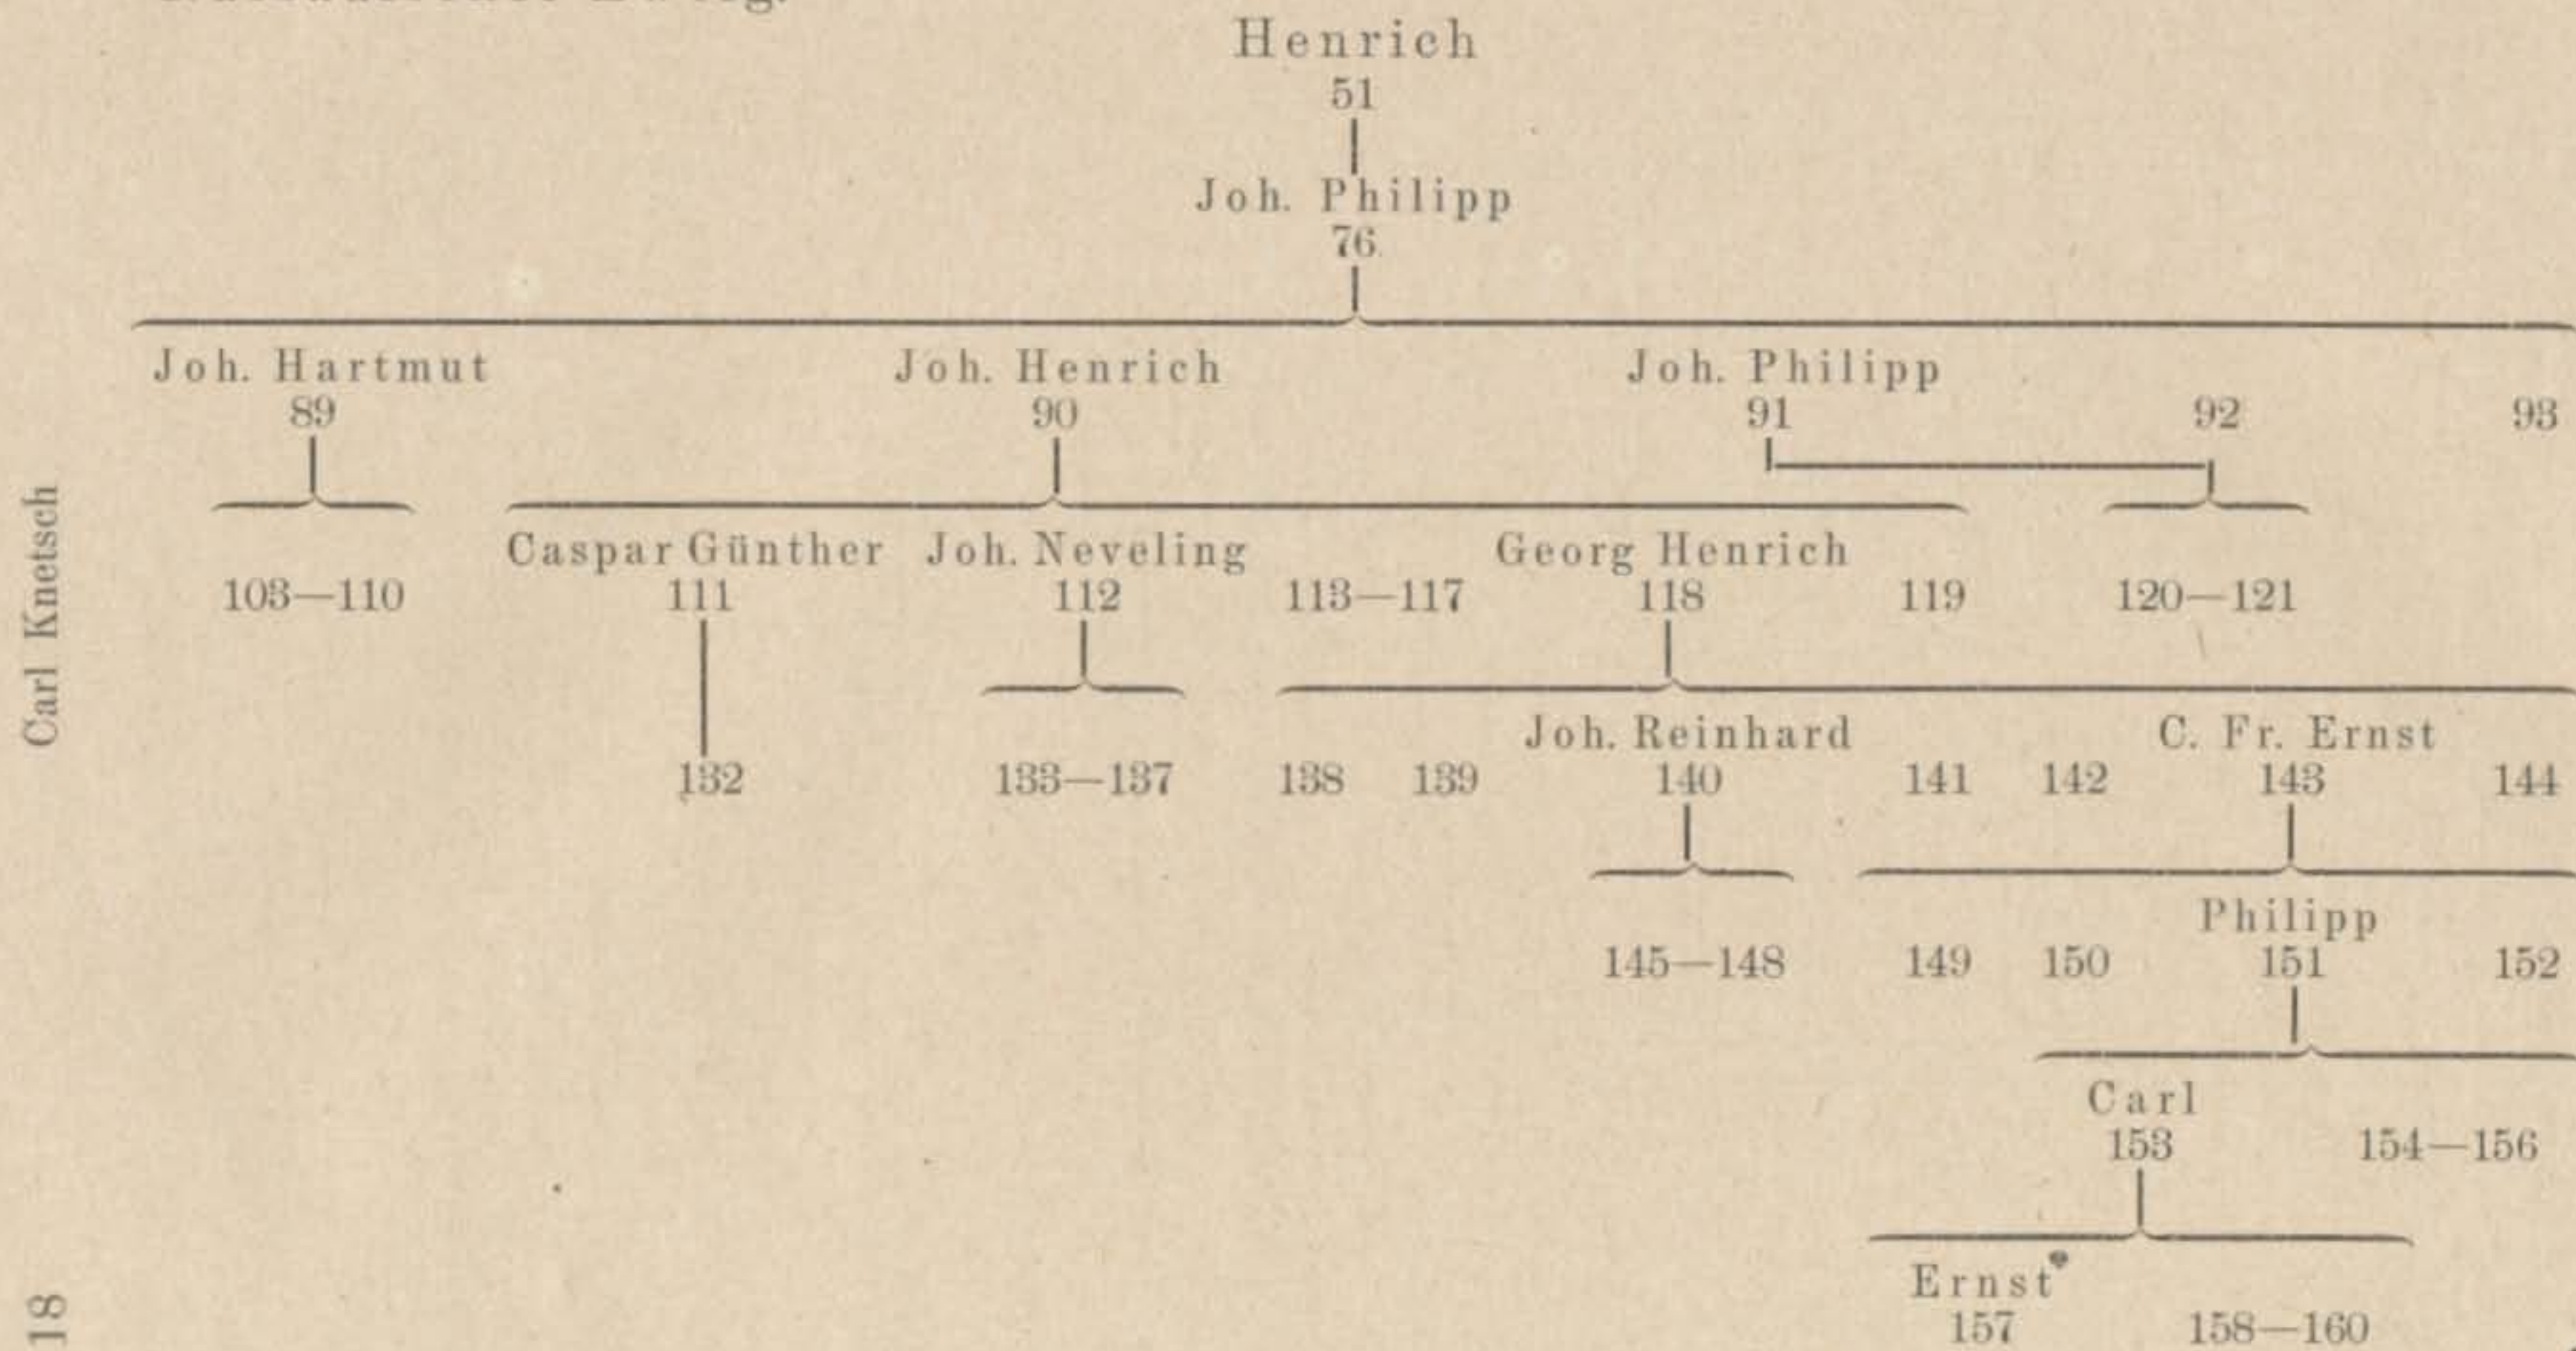 Henrich
51
Joh. Philipp
76
Joh. Hartmut Joh. Henrich Joh. Philipp
89 90 91 92 93
Caspar Günther Joh. Neveling Georg Henrich
103—110 111 112 113—117 118 119 120—121
Joh. Reinhard C. Fr. Ernst
132 133—137 138 139 140 141 142 143 144
Philipp
145—148 149 150 151 152
Carl
153 154—156
Ernst
157 158—160
Carl Knetsch
18